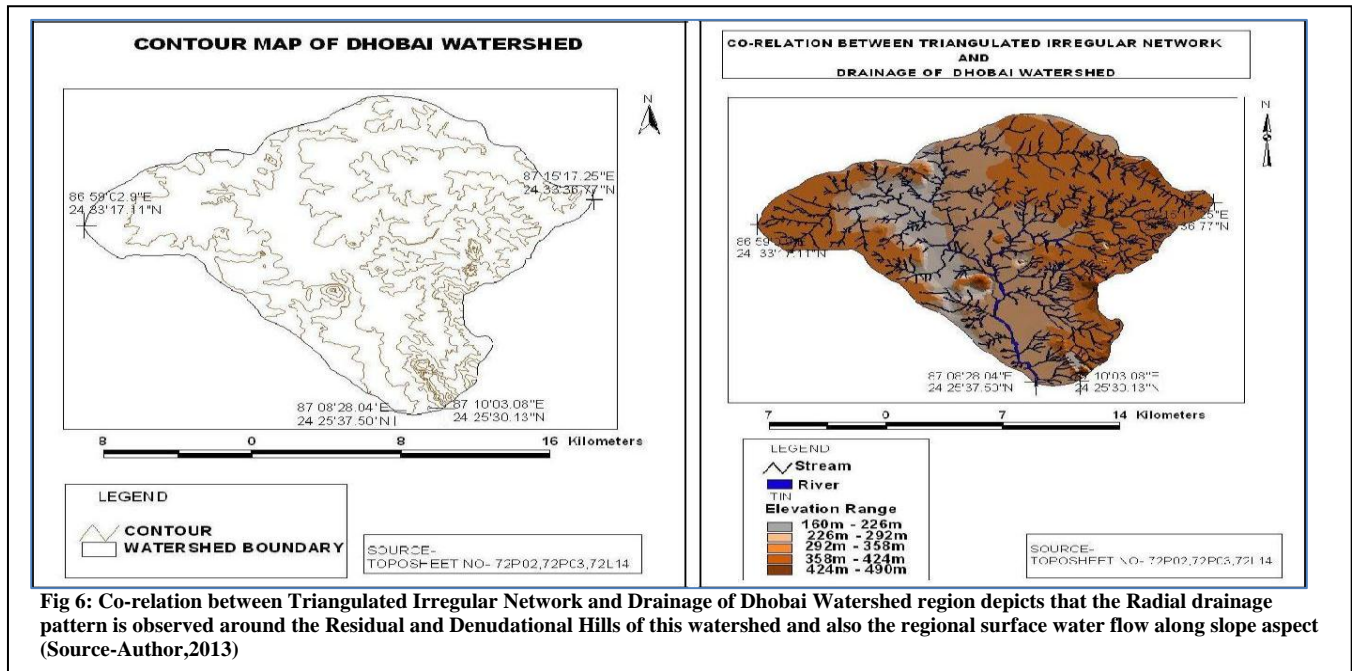 CONTOUR MAP OF DHOBAI WATERSHED
N
87 15'17.25"E
24 33'36.77"N
24 33'17.11"N
87 08'28.04"E
24 25'37.50"N
87 10'03.08"E
24 25'30.13"N
8 0 8 16 Kilometers
LEGEND
CONTOUR
WATERSHED BOUNDARY
SOURCE-
TOPOSHEET NO- 72P02,72PC3,72L14
CO-RELATION BETWEEN TRIANGULATED IRREGULAR NETWORK
AND
DRAINAGE OF DHOBAI WATERSHED
N
87 08'28.04"E
24 25'37.50"N
10'03.08"E
24 25'30.13"N
7 0 7 14 Kilometers
LEGEND
Stream
River
TIN
Elevation Range
160m - 226m
226m - 292m
292m - 358m
358m - 424m
424m - 490m
SOURCE-
TOPOSHEET NO- 72P02,72PC3,72L14
Fig 6: Co-relation between Triangulated Irregular Network and Drainage of Dhobai Watershed region depicts that the Radial drainage
pattern is observed around the Residual and Denudational Hills of this watershed and also the regional surface water flow along slope aspect
(Source-Author,2013)